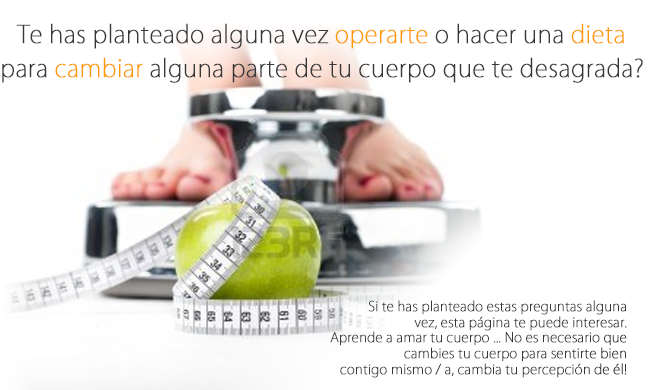 Te has planteado alguna vez operarte o hacer una dieta
para cambiar alguna parte de tu cuerpo que te desagrada?
Si te has planteado estas preguntas alguna
vez, esta página te puede interesar.
Aprende a amar tu cuerpo ... No es necesario que
cambies tu cuerpo para sentirte bien
contigo mismo / a, cambia tu percepción de él!